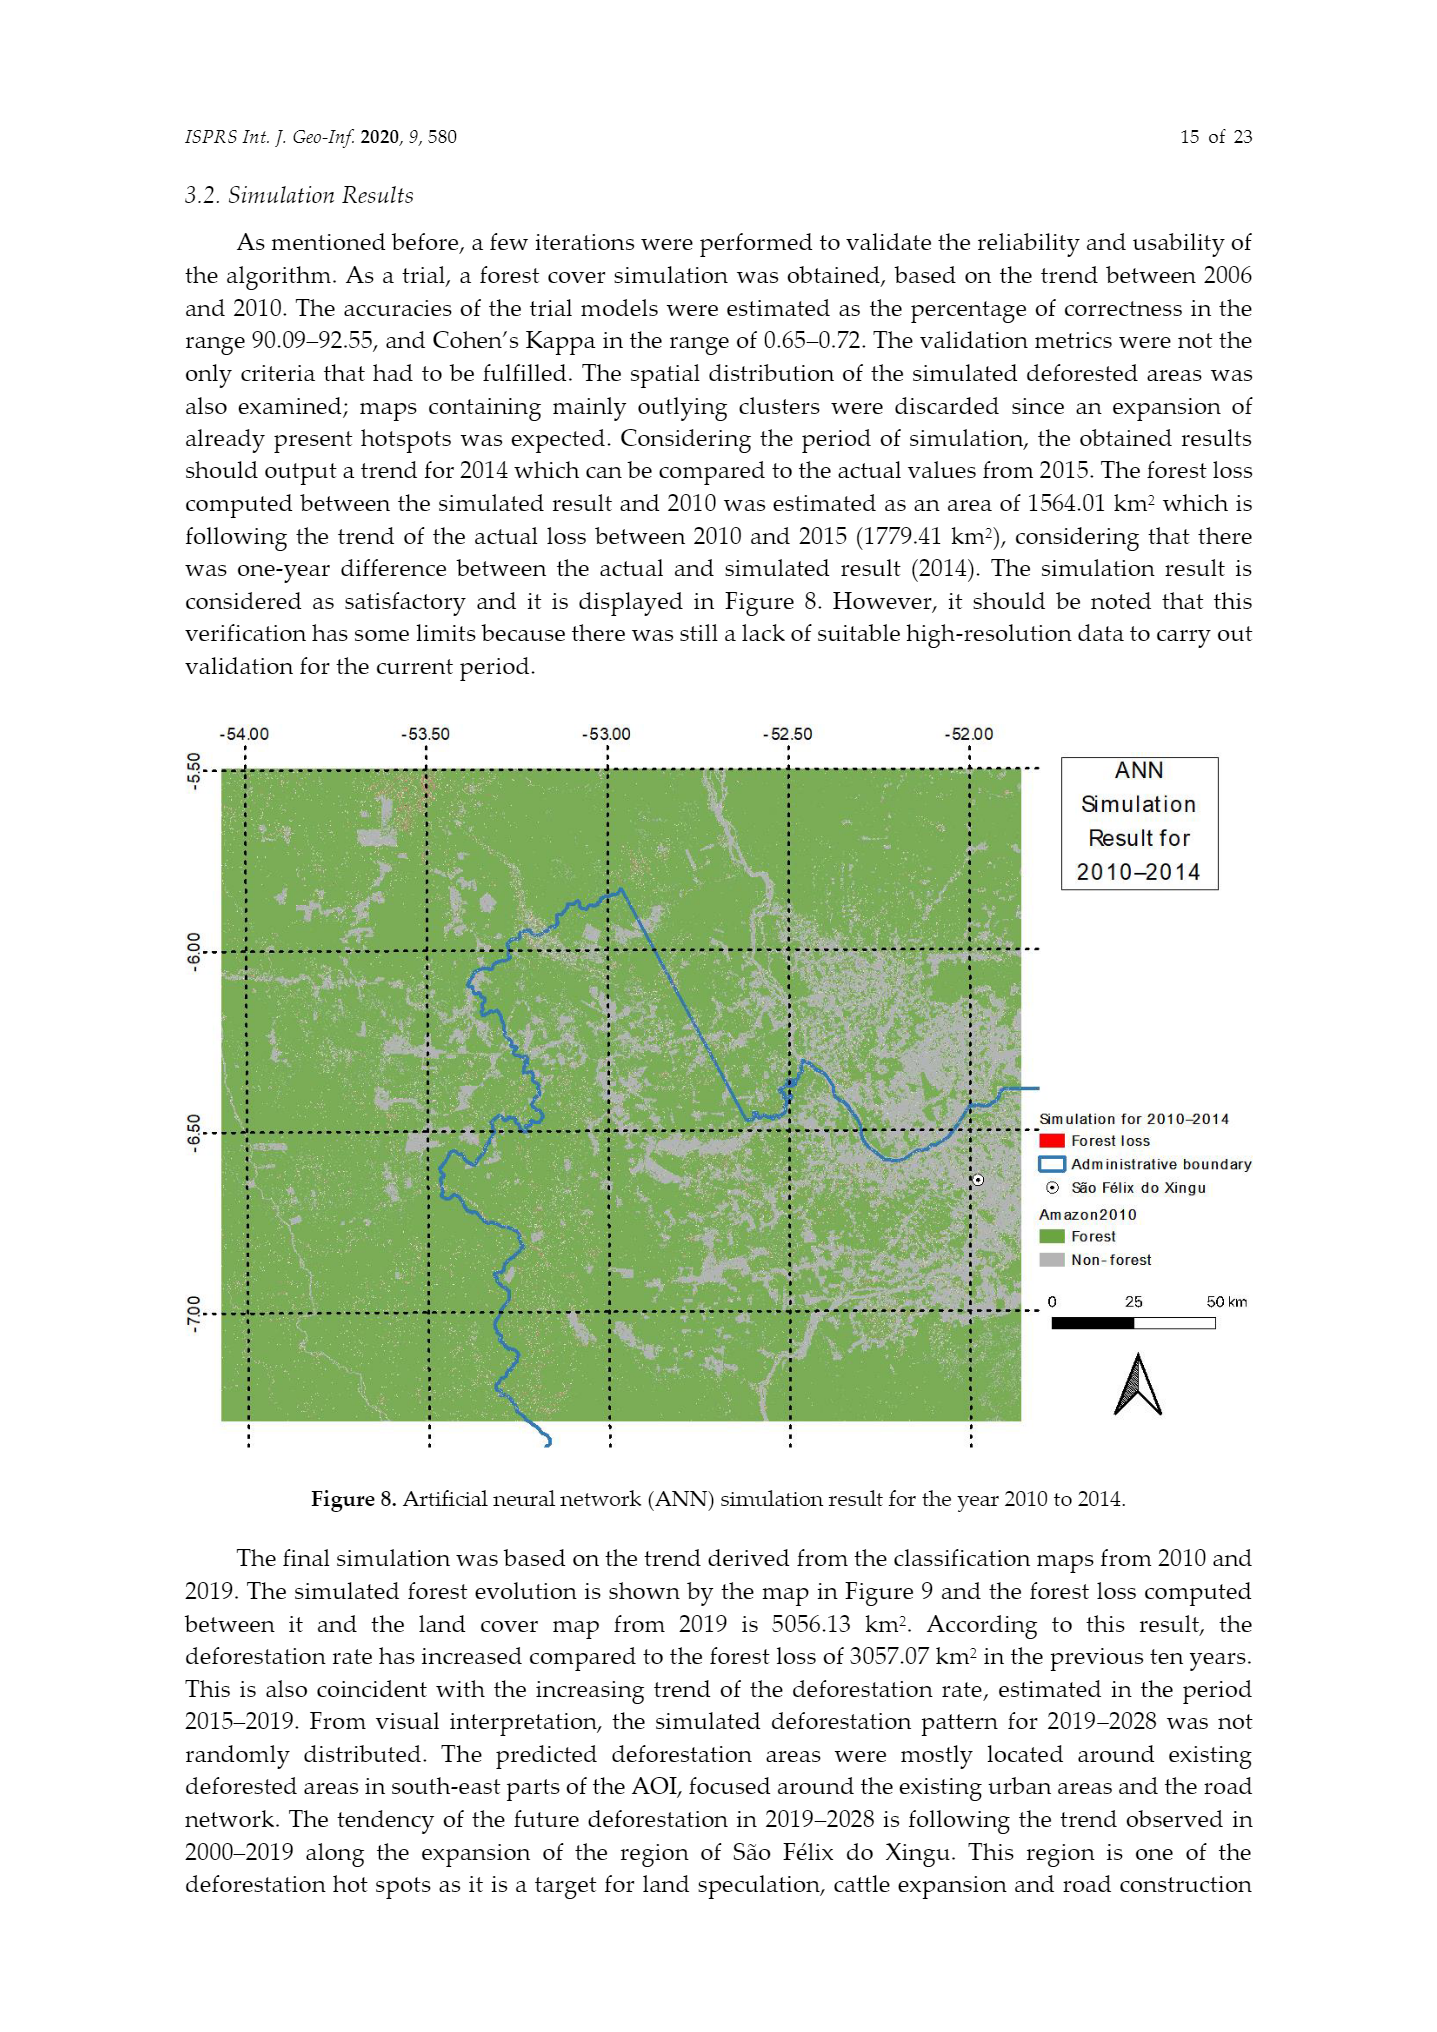 ISPRS Int. J. Geo-Inf. 2020, 9, 580
15 of 23
3.2. Simulation Results
As mentioned before, a few iterations were performed to validate the reliability and usability of
the algorithm. As a trial, a forest cover simulation was obtained, based on the trend between 2006
and 2010. The accuracies of the trial models were estimated as the percentage of correctness in the
range 90.09–92.55, and Cohen's Kappa in the range of 0.65–0.72. The validation metrics were not the
only criteria that had to be fulfilled. The spatial distribution of the simulated deforested areas was
also examined; maps containing mainly outlying clusters were discarded since an expansion of
already present hotspots was expected. Considering the period of simulation, the obtained results
should output a trend for 2014 which can be compared to the actual values from 2015. The forest loss
computed between the simulated result and 2010 was estimated as an area of 1564.01 km² which is
following the trend of the actual loss between 2010 and 2015 (1779.41 km²), considering that there
was one-year difference between the actual and simulated result (2014). The simulation result is
considered as satisfactory and it is displayed in Figure 8. However, it should be noted that this
verification has some limits because there was still a lack of suitable high-resolution data to carry out
validation for the current period.
-54.00 -53.50 -53.00 -52.50 -52.00
-5.50
-6.00
-6.50
-7.00
ANN
Simulation
Result for
2010–2014
Simulation for 2010–2014
Forest loss
Administrative boundary
São Félix do Xingu
Amazon2010
Forest
Non-forest
0 25 50 km
Figure 8. Artificial neural network (ANN) simulation result for the year 2010 to 2014.
The final simulation was based on the trend derived from the classification maps from 2010 and
2019. The simulated forest evolution is shown by the map in Figure 9 and the forest loss computed
between it and the land cover map from 2019 is 5056.13 km². According to this result, the
deforestation rate has increased compared to the forest loss of 3057.07 km² in the previous ten years.
This is also coincident with the increasing trend of the deforestation rate, estimated in the period
2015–2019. From visual interpretation, the simulated deforestation pattern for 2019–2028 was not
randomly distributed. The predicted deforestation areas were mostly located around existing
deforested areas in south-east parts of the AOI, focused around the existing urban areas and the road
network. The tendency of the future deforestation in 2019–2028 is following the trend observed in
2000–2019 along the expansion of the region of São Félix do Xingu. This region is one of the
deforestation hot spots as it is a target for land speculation, cattle expansion and road construction